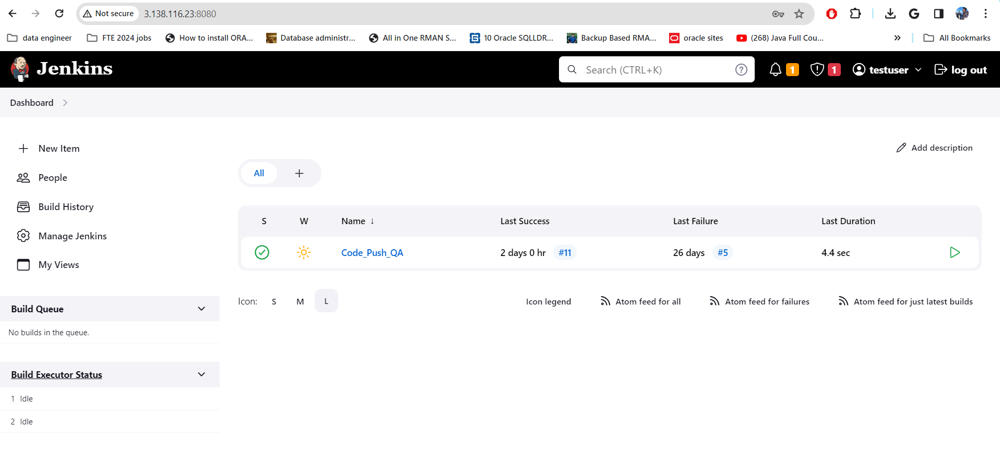 Not secure 3.138.116.23:8080
data engineer FTE 2024 jobs How to install ORA... Database administr... All in One RMAN S... 10 Oracle SQLLDR... Backup Based RMA... oracle sites (268) Java Full Cou... » All Bookmarks
Jenkins Search (CTRL+K) ? 1 1 testuser log out
Dashboard
New Item
Add description
People
All +
Build History
Manage Jenkins
My Views
S W Name ↓ Last Success Last Failure Last Duration
Code_Push_QA 2 days 0 hr #11 26 days #5 4.4 sec
Icon: S M L Icon legend Atom feed for all Atom feed for failures Atom feed for just latest builds
Build Queue
No builds in the queue.
Build Executor Status
1 Idle
2 Idle